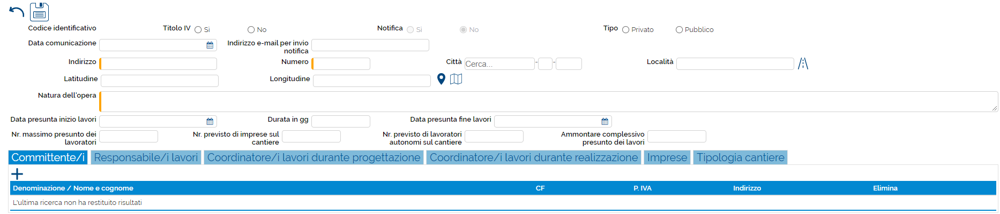 Codice identificativo Titolo IV Sì No Notifica Sì No Tipo Privato Pubblico
Data comunicazione Indirizzo e-mail per invio notifica
Indirizzo Numero Città Cerca... - - Località
Latitudine Longitudine
Natura dell'opera
Data presunta inizio lavori Durata in gg Data presunta fine lavori
Nr. massimo presunto dei lavoratori Nr. previsto di imprese sul cantiere Nr. previsto di lavoratori autonomi sul cantiere Ammontare complessivo presunto dei lavori
Committente/i Responsabile/i lavori Coordinatore/i lavori durante progettazione Coordinatore/i lavori durante realizzazione Imprese Tipologia cantiere
Denominazione / Nome e cognome CF P. IVA Indirizzo Elimina
L'ultima ricerca non ha restituito risultati